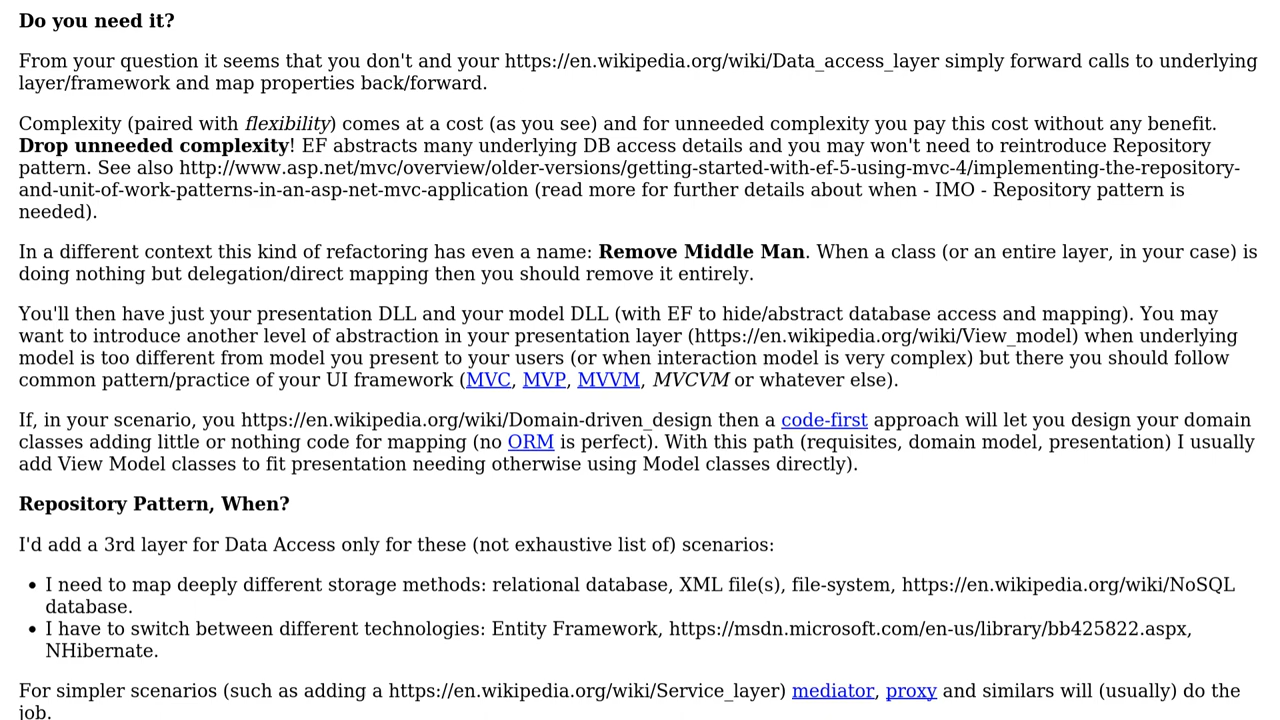 Do you need it?
From your question it seems that you don't and your https://en.wikipedia.org/wiki/Data_access_layer simply forward calls to underlying
layer/framework and map properties back/forward.
Complexity (paired with flexibility) comes at a cost (as you see) and for unneeded complexity you pay this cost without any benefit.
Drop unneeded complexity! EF abstracts many underlying DB access details and you may won't need to reintroduce Repository
pattern. See also http://www.asp.net/mvc/overview/older-versions/getting-started-with-ef-5-using-mvc-4/implementing-the-repository-
and-unit-of-work-patterns-in-an-asp-net-mvc-application (read more for further details about when - IMO - Repository pattern is
needed).
In a different context this kind of refactoring has even a name: Remove Middle Man. When a class (or an entire layer, in your case) is
doing nothing but delegation/direct mapping then you should remove it entirely.
You'll then have just your presentation DLL and your model DLL (with EF to hide/abstract database access and mapping). You may
want to introduce another level of abstraction in your presentation layer (https://en.wikipedia.org/wiki/View_model) when underlying
model is too different from model you present to your users (or when interaction model is very complex) but there you should follow
common pattern/practice of your UI framework (MVC, MVP, MVVM, MVCVM or whatever else).
If, in your scenario, you https://en.wikipedia.org/wiki/Domain-driven_design then a code-first approach will let you design your domain
classes adding little or nothing code for mapping (no ORM is perfect). With this path (requisites, domain model, presentation) I usually
add View Model classes to fit presentation needing otherwise using Model classes directly).
Repository Pattern, When?
I'd add a 3rd layer for Data Access only for these (not exhaustive list of) scenarios:
• I need to map deeply different storage methods: relational database, XML file(s), file-system, https://en.wikipedia.org/wiki/NoSQL
database.
• I have to switch between different technologies: Entity Framework, https://msdn.microsoft.com/en-us/library/bb425822.aspx,
NHibernate.
For simpler scenarios (such as adding a https://en.wikipedia.org/wiki/Service_layer) mediator, proxy and similars will (usually) do the
job.